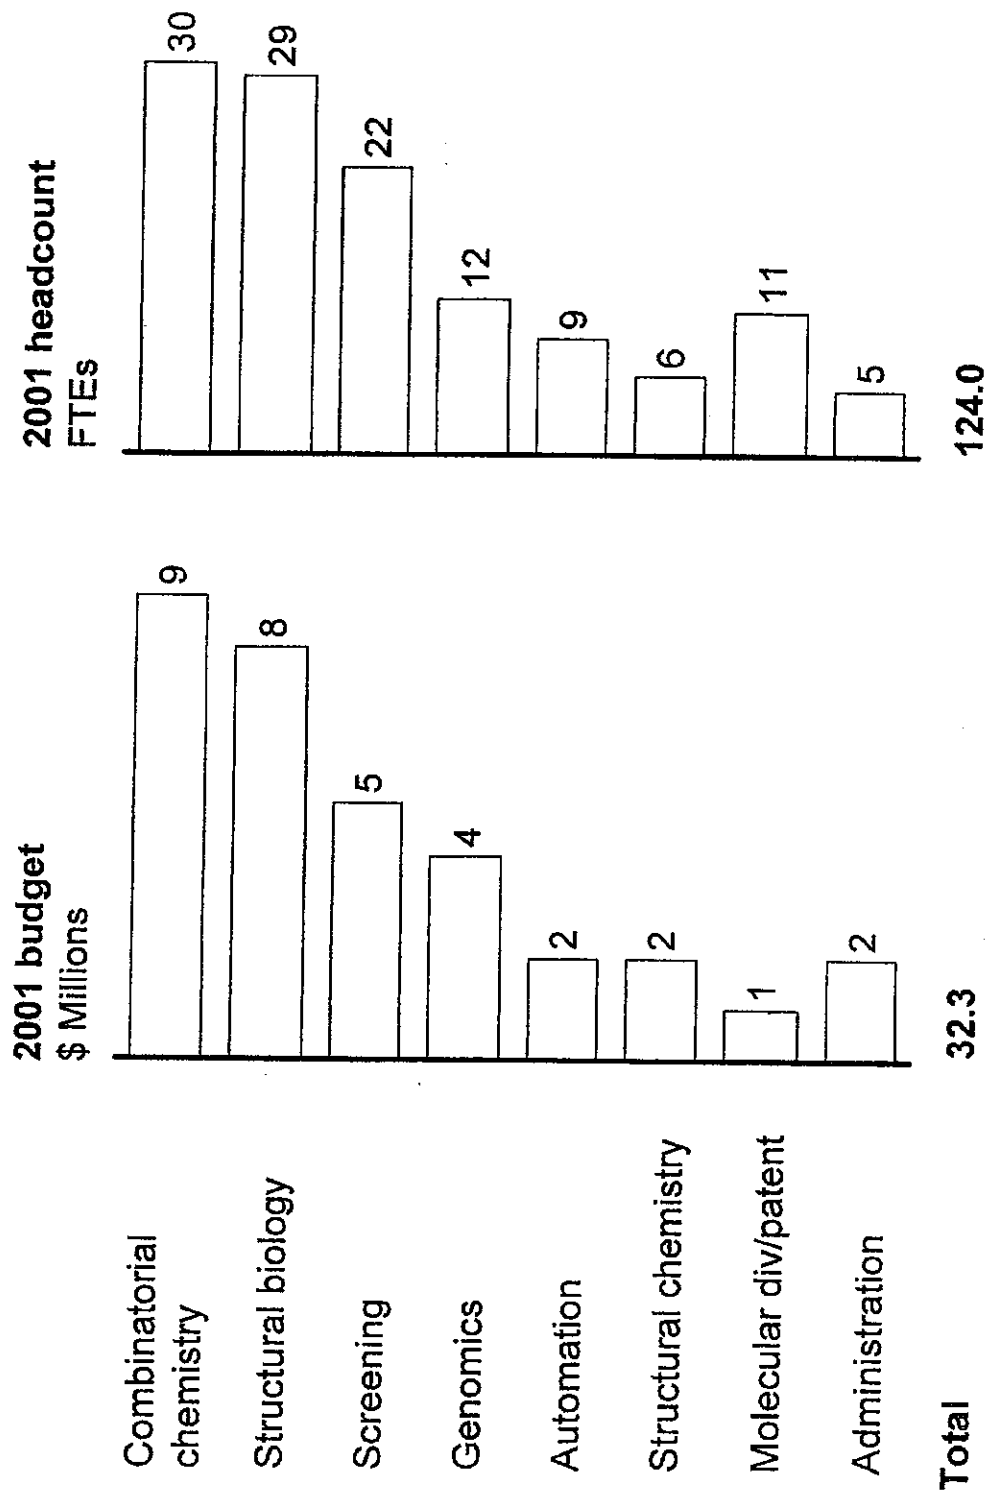 2001 budget
$ Millions
2001 headcount
FTEs
Combinatorial
chemistry
9
30
Structural biology
8
29
Screening
5
22
Genomics
4
12
Automation
2
9
Structural chemistry
2
6
Molecular div/patent
1
11
Administration
2
5
Total
32.3
124.0